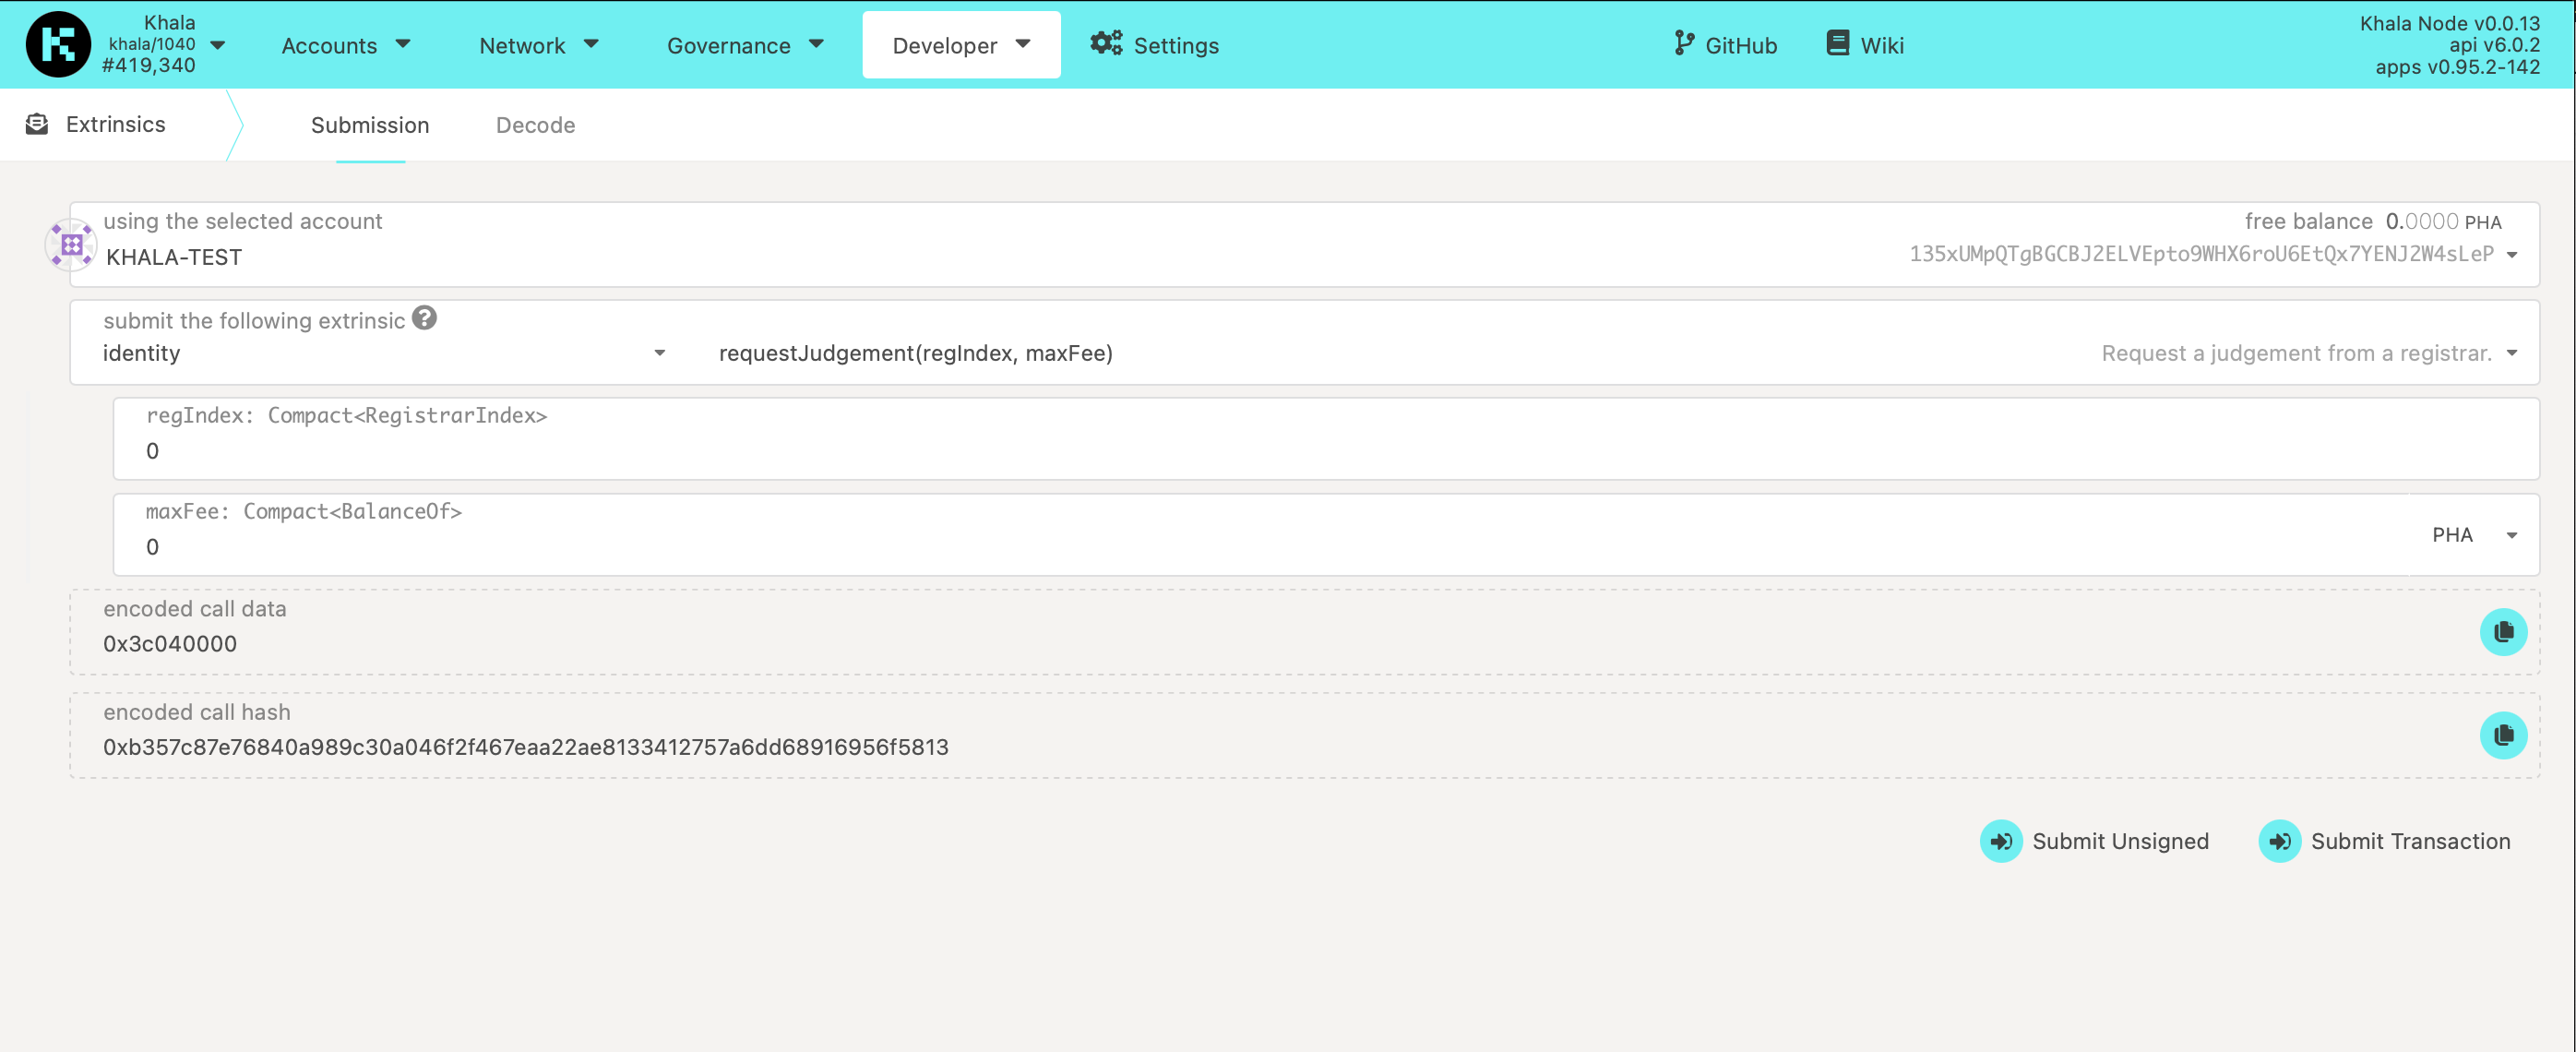 Khala
khala/1040
#419,340
Accounts
Network
Governance
Developer
Settings
GitHub
Wiki
Khala Node v0.0.13
api v6.0.2
apps v0.95.2-142
Extrinsics
Submission
Decode
using the selected account
KHALA-TEST
free balance 0.0000 PHA
135xUMpQTgBGCBJ2ELVEpto9WHX6roU6EtQx7YENJ2W4sLeP
submit the following extrinsic
identity
requestJudgement(regIndex, maxFee)
Request a judgement from a registrar.
regIndex: Compact<RegistrarIndex>
0
maxFee: Compact<BalanceOf>
0
PHA
encoded call data
0x3c040000
encoded call hash
0xb357c87e76840a989c30a046f2f467eaa22ae8133412757a6dd68916956f5813
Submit Unsigned
Submit Transaction